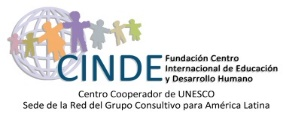 CINDE
Fundación Centro
Internacional de Educación
y Desarrollo Humano
Centro Cooperador de UNESCO
Sede de la Red del Grupo Consultivo para América Latina